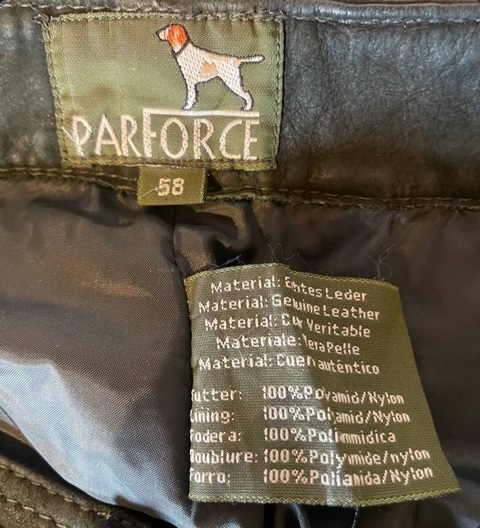 PARFORCE
58
Material: Echtes Leder
Material: Genuine Leather
Material: Cuir Veritable
Materiale: Vera Pelle
Material: Cuero auténtico
Futter: 100% Polyamid/Nylon
Lining: 100% Polyamid/Nylon
Fodera: 100% Poliammidica
Doublure: 100% Polyamide/nylon
Forro: 100% Poliamida/Nylon